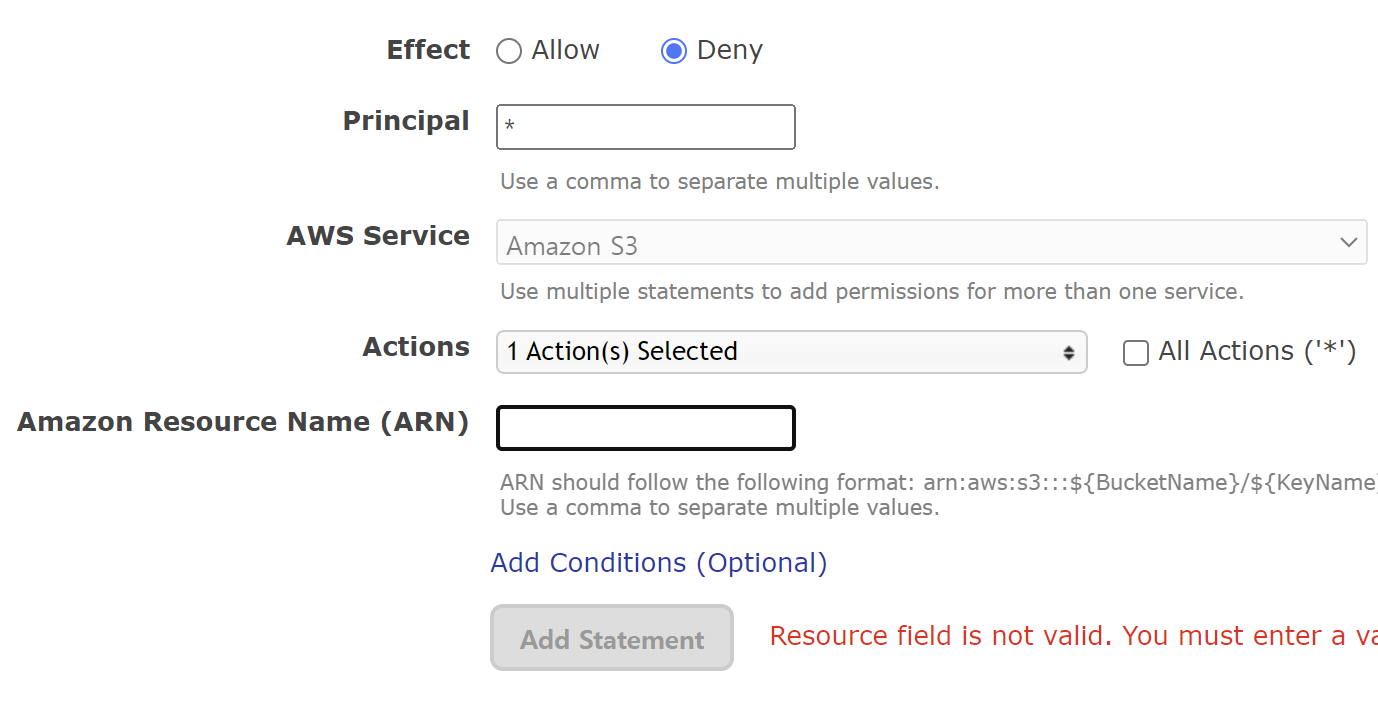 Effect Allow Deny
Principal *
Use a comma to separate multiple values.
AWS Service Amazon S3
Use multiple statements to add permissions for more than one service.
Actions 1 Action(s) Selected All Actions ('*')
Amazon Resource Name (ARN)
ARN should follow the following format: arn:aws:s3:::${BucketName}/${KeyName}
Use a comma to separate multiple values.
Add Conditions (Optional)
Add Statement Resource field is not valid. You must enter a